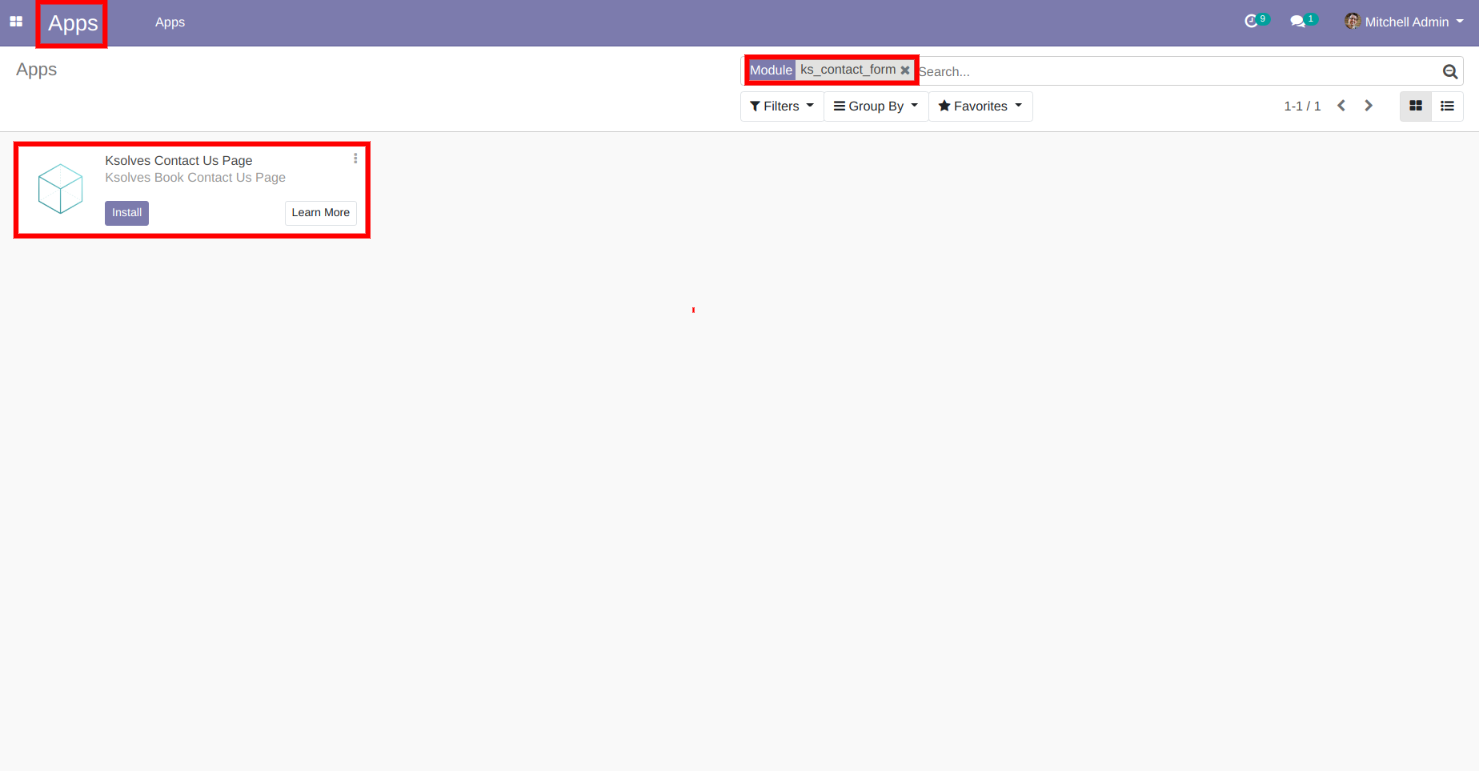 Apps Apps 9 1 Mitchell Admin
Apps
Module ks_contact_form Search...
Filters Group By Favorites 1-1 / 1
Ksolves Contact Us Page
Ksolves Book Contact Us Page
Install Learn More